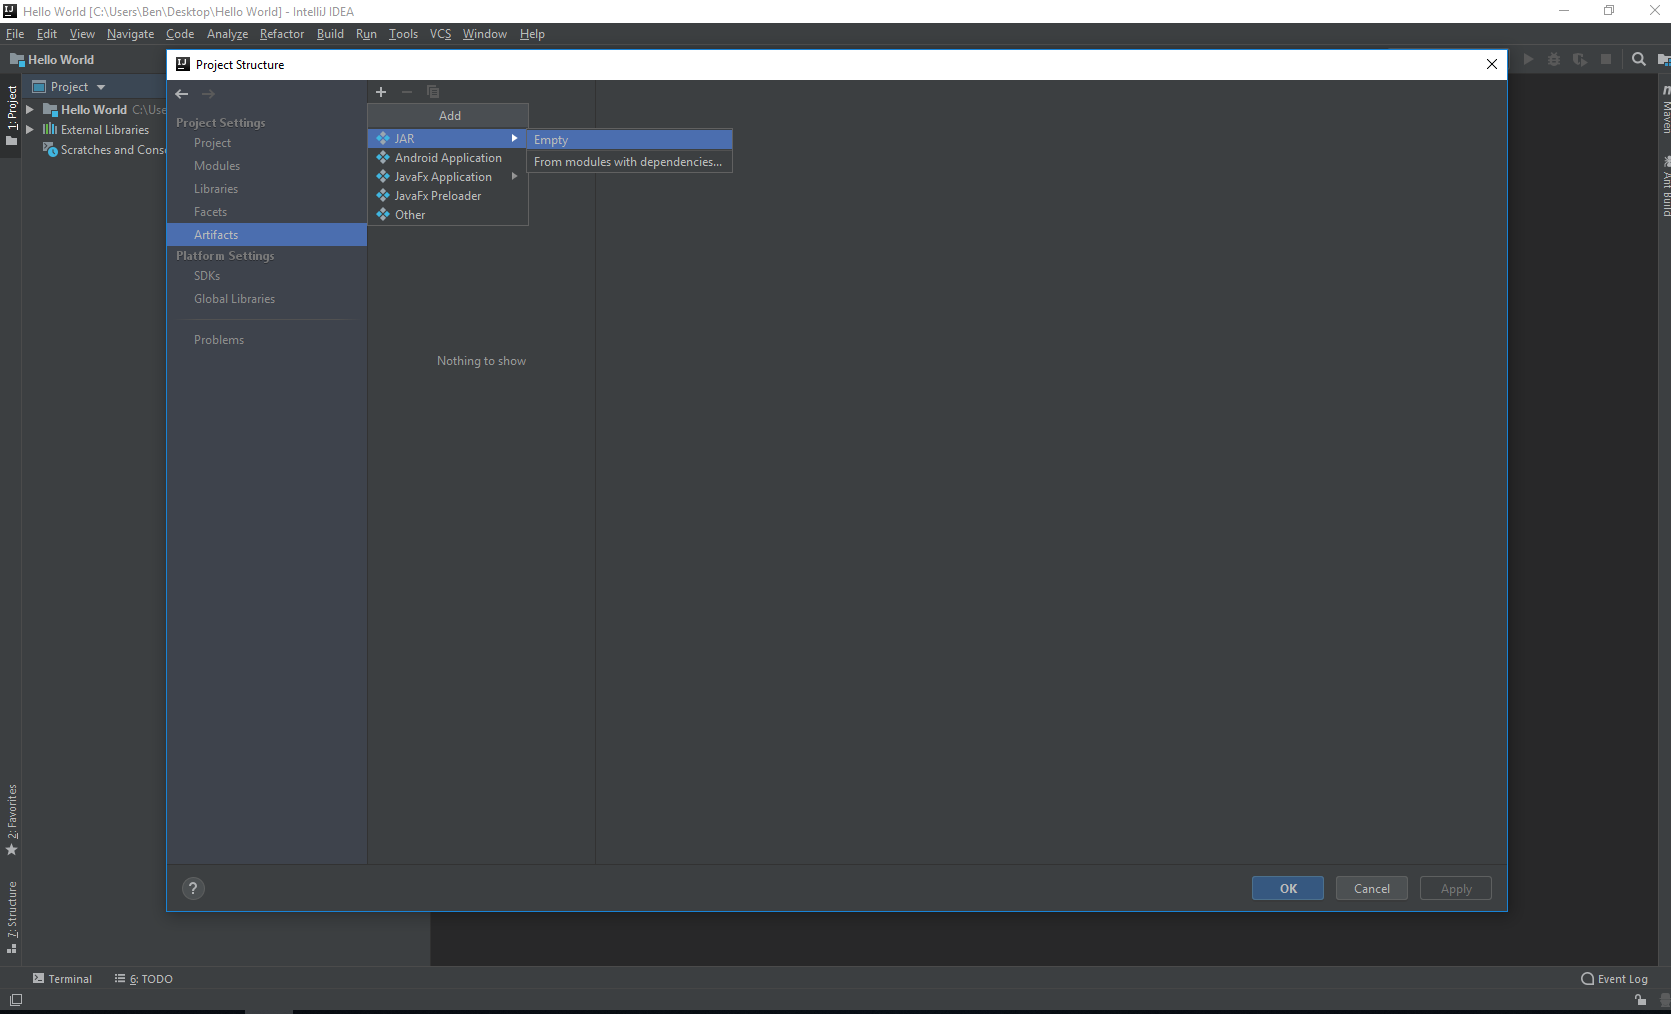 Hello World [C:\Users\Ben\Desktop\Hello World] - IntelliJ IDEA
File Edit View Navigate Code Analyze Refactor Build Run Tools VCS Window Help
Hello World
Project Structure
1: Project
Project
Hello World C:\Use
External Libraries
Scratches and Cons
Project Settings
Project
Modules
Libraries
Facets
Artifacts
Platform Settings
SDKs
Global Libraries
Problems
Add
JAR
Android Application
JavaFx Application
JavaFx Preloader
Other
Empty
From modules with dependencies...
Nothing to show
?
OK Cancel Apply
Maven
Ant Build
2: Favorites
7: Structure
Terminal 6: TODO Event Log